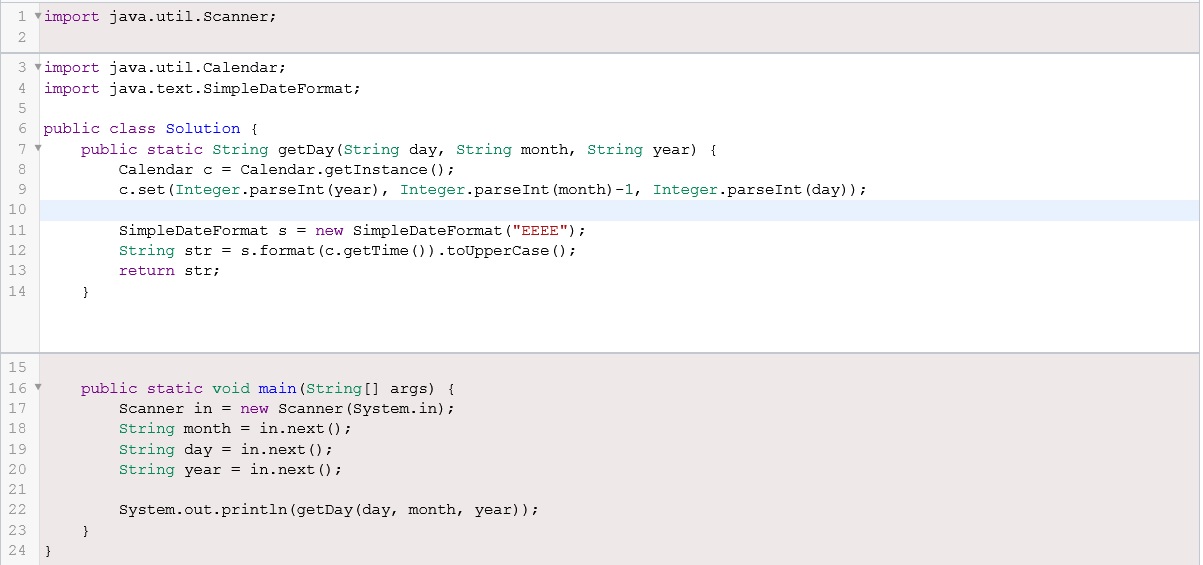 1 import java.util.Scanner;
2
3 import java.util.Calendar;
4 import java.text.SimpleDateFormat;
5
6 public class Solution {
7     public static String getDay(String day, String month, String year) {
8         Calendar c = Calendar.getInstance();
9         c.set(Integer.parseInt(year), Integer.parseInt(month)-1, Integer.parseInt(day));
10
11         SimpleDateFormat s = new SimpleDateFormat("EEEE");
12         String str = s.format(c.getTime()).toUpperCase();
13         return str;
14     }
15
16     public static void main(String[] args) {
17         Scanner in = new Scanner(System.in);
18         String month = in.next();
19         String day = in.next();
20         String year = in.next();
21
22         System.out.println(getDay(day, month, year));
23     }
24 }